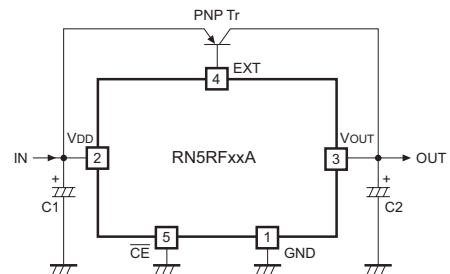 PNP Tr
EXT
4
VDD
VOUT
IN
2
RN5RFxxA
3
OUT
+
+
C1
C2
5
1
CE
GND